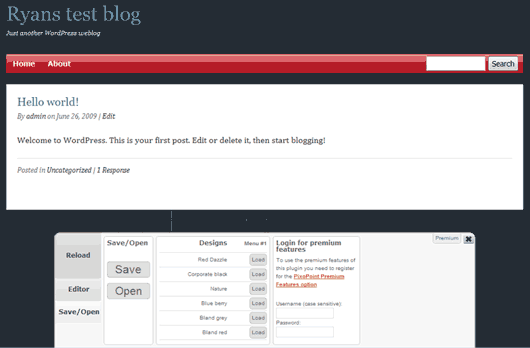 Ryans test blog
Just another WordPress weblog
Home About Search
Hello world!
By admin on June 26, 2009 | Edit
Welcome to WordPress. This is your first post. Edit or delete it, then start blogging!
Posted in Uncategorized | 1 Response
Premium
Reload
Editor
Save/Open
Save/Open
Save
Open
Designs Menu #1
Red Dazzle Load
Corporate black Load
Nature Load
Blue berry Load
Bland grey Load
Bland red Load
Login for premium
features
To use the premium features of
this plugin you need to register
for the PixoPoint Premium
Features option
Username (case sensitive):
Password: